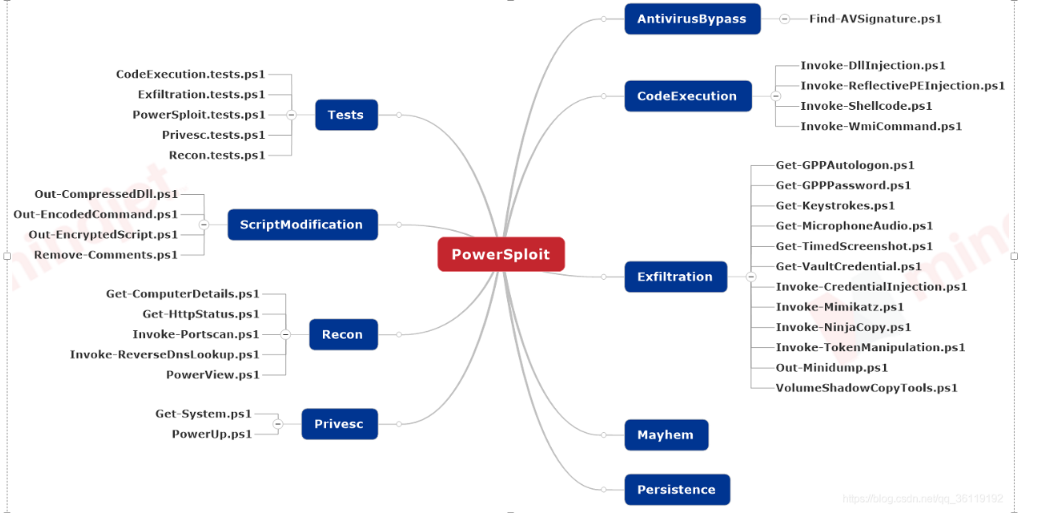 CodeExecution.tests.ps1
Exfiltration.tests.ps1
PowerSploit.tests.ps1
Privesc.tests.ps1
Recon.tests.ps1
Tests
Out-CompressedDll.ps1
Out-EncodedCommand.ps1
Out-EncryptedScript.ps1
Remove-Comments.ps1
ScriptModification
Get-ComputerDetails.ps1
Get-HttpStatus.ps1
Invoke-Portscan.ps1
Invoke-ReverseDnsLookup.ps1
PowerView.ps1
Recon
Get-System.ps1
PowerUp.ps1
Privesc
PowerSploit
AntivirusBypass
Find-AVSignature.ps1
CodeExecution
Invoke-DllInjection.ps1
Invoke-ReflectivePEInjection.ps1
Invoke-Shellcode.ps1
Invoke-WmiCommand.ps1
Exfiltration
Get-GPPAutologon.ps1
Get-GPPPassword.ps1
Get-Keystrokes.ps1
Get-MicrophoneAudio.ps1
Get-TimedScreenshot.ps1
Get-VaultCredential.ps1
Invoke-CredentialInjection.ps1
Invoke-Mimikatz.ps1
Invoke-NinjaCopy.ps1
Invoke-TokenManipulation.ps1
Out-Minidump.ps1
VolumeShadowCopyTools.ps1
Mayhem
Persistence
mindjet
https://blog.csdn.net/qq_36119192